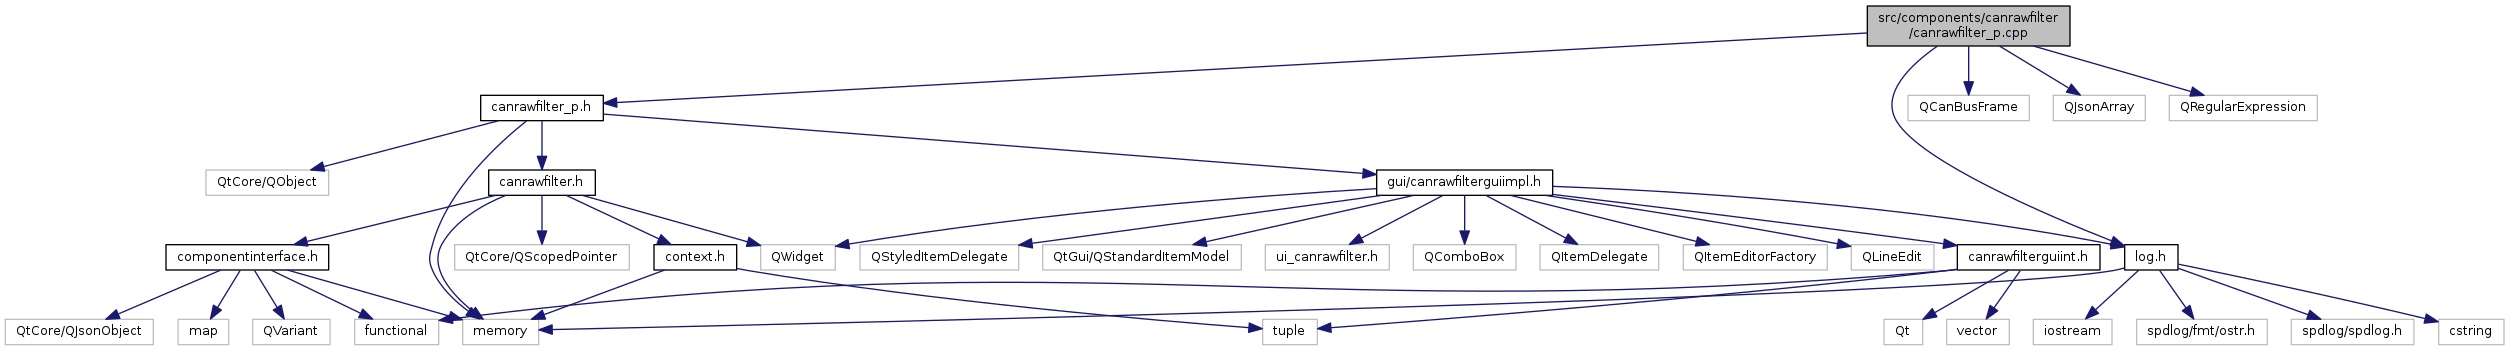 src/components/canrawfilter
/canrawfilter_p.cpp
canrawfilter_p.h
QCanBusFrame
QJsonArray
QRegularExpression
QtCore/QObject
canrawfilter.h
gui/canrawfilterguiimpl.h
componentinterface.h
QtCore/QScopedPointer
context.h
QWidget
QStyledItemDelegate
QtGui/QStandardItemModel
ui_canrawfilter.h
QComboBox
QItemDelegate
QItemEditorFactory
QLineEdit
canrawfilterguiint.h
log.h
QtCore/QJsonObject
map
QVariant
functional
memory
tuple
Qt
vector
iostream
spdlog/fmt/ostr.h
spdlog/spdlog.h
cstring